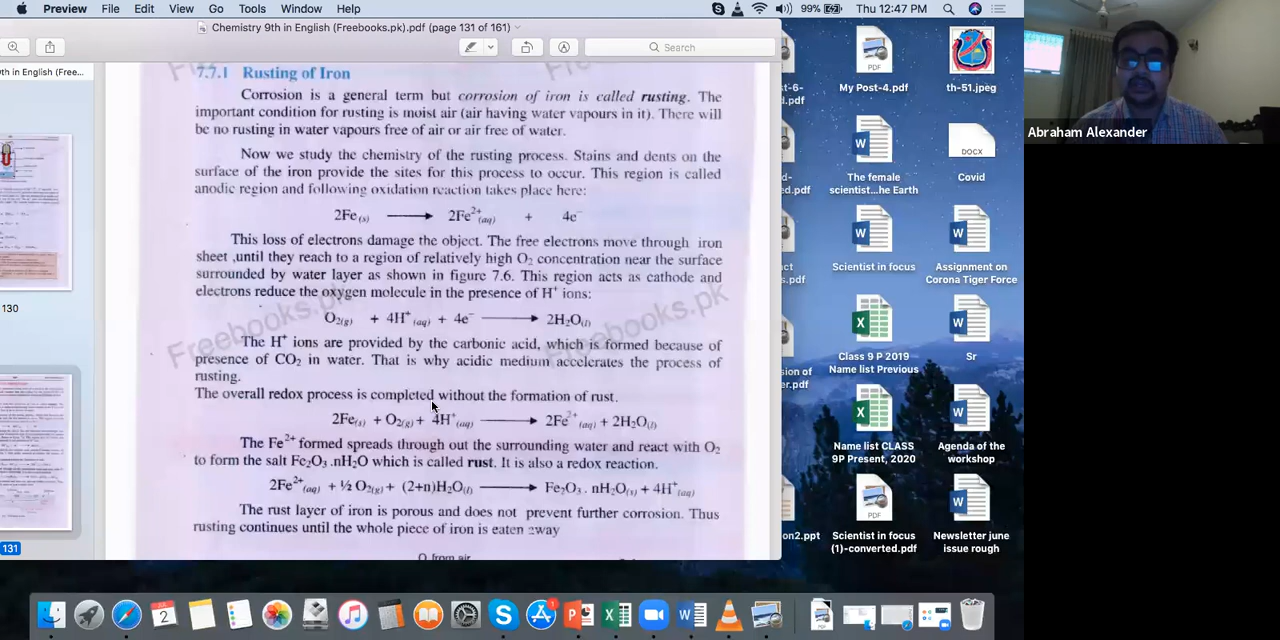 Preview File Edit View Go Tools Window Help
99% Thu 12:47 PM
Chemistry 9th in English (Freebooks.pk).pdf (page 131 of 161)
Search
9th in English (Free...
130
131
7.7.1 Rusting of Iron
Corrosion is a general term but corrosion of iron is called rusting. The
important condition for rusting is moist air (air having water vapours in it). There will
be no rusting in water vapours free of air or air free of water.
Now we study the chemistry of the rusting process. Stains and dents on the
surface of the iron provide the sites for this process to occur. This region is called
anodic region and following oxidation reaction takes place here:
2Fe(s) ⟶ 2Fe²⁺(aq) + 4e⁻
This loss of electrons damage the object. The free electrons move through iron
sheet ,until they reach to a region of relatively high O₂ concentration near the surface
surrounded by water layer as shown in figure 7.6. This region acts as cathode and
electrons reduce the oxygen molecule in the presence of H⁺ ions:
O₂(g) + 4H⁺(aq) + 4e⁻ ⟶ 2H₂O(l)
The H⁺ ions are provided by the carbonic acid, which is formed because of
presence of CO₂ in water. That is why acidic medium accelerates the process of
rusting.
The overall redox process is completed without the formation of rust.
2Fe(s) + O₂(g) + 4H⁺(aq) ⟶ 2Fe²⁺(aq) + 2H₂O(l)
The Fe²⁺ formed spreads through out the surrounding water and react with O₂
to form the salt Fe₂O₃.nH₂O which is called rust. It is also a redox reaction.
2Fe²⁺(aq) + ½ O₂(g) + (2+n)H₂O(l) ⟶ Fe₂O₃ . nH₂O(s) + 4H⁺(aq)
The rust layer of iron is porous and does not prevent further corrosion. Thus
rusting continues until the whole piece of iron is eaten away
O₂ from air
Freebooks.pk
Freebooks.pk
t-6-
d.pdf
My Post-4.pdf
th-51.jpeg
The female
scientist...he Earth
DOCX
Covid
Scientist in focus
Assignment on
Corona Tiger Force
Class 9 P 2019
Name list Previous
Sr
Name list CLASS
9P Present, 2020
Agenda of the
workshop
on2.ppt
Scientist in focus
(1)-converted.pdf
Newsletter june
issue rough
PDF
PDF
Abraham Alexander